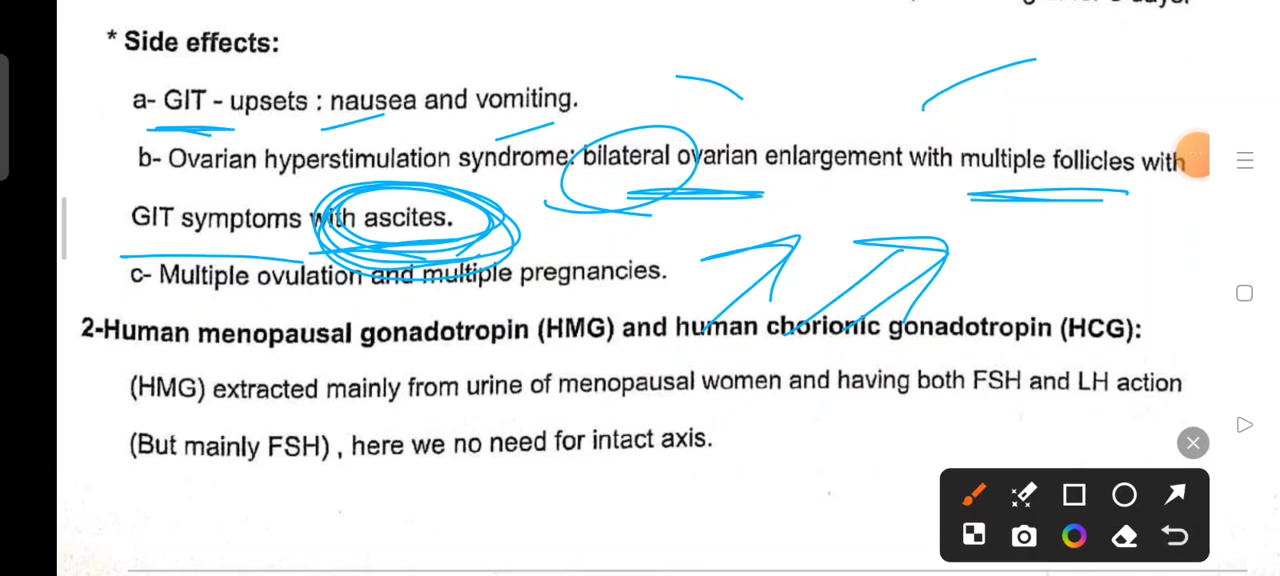 * Side effects:
a- GIT - upsets : nausea and vomiting.
b- Ovarian hyperstimulation syndrome: bilateral ovarian enlargement with multiple follicles with
GIT symptoms with ascites.
c- Multiple ovulation and multiple pregnancies.
2-Human menopausal gonadotropin (HMG) and human chorionic gonadotropin (HCG):
(HMG) extracted mainly from urine of menopausal women and having both FSH and LH action
(But mainly FSH) , here we no need for intact axis.